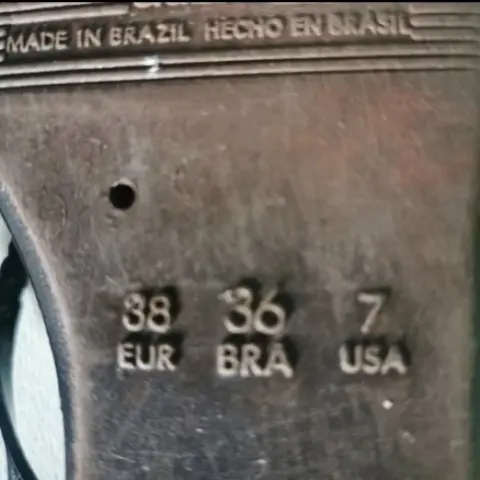 MADE IN BRAZIL HECHO EN BRASIL
38 36 7
EUR BRA USA